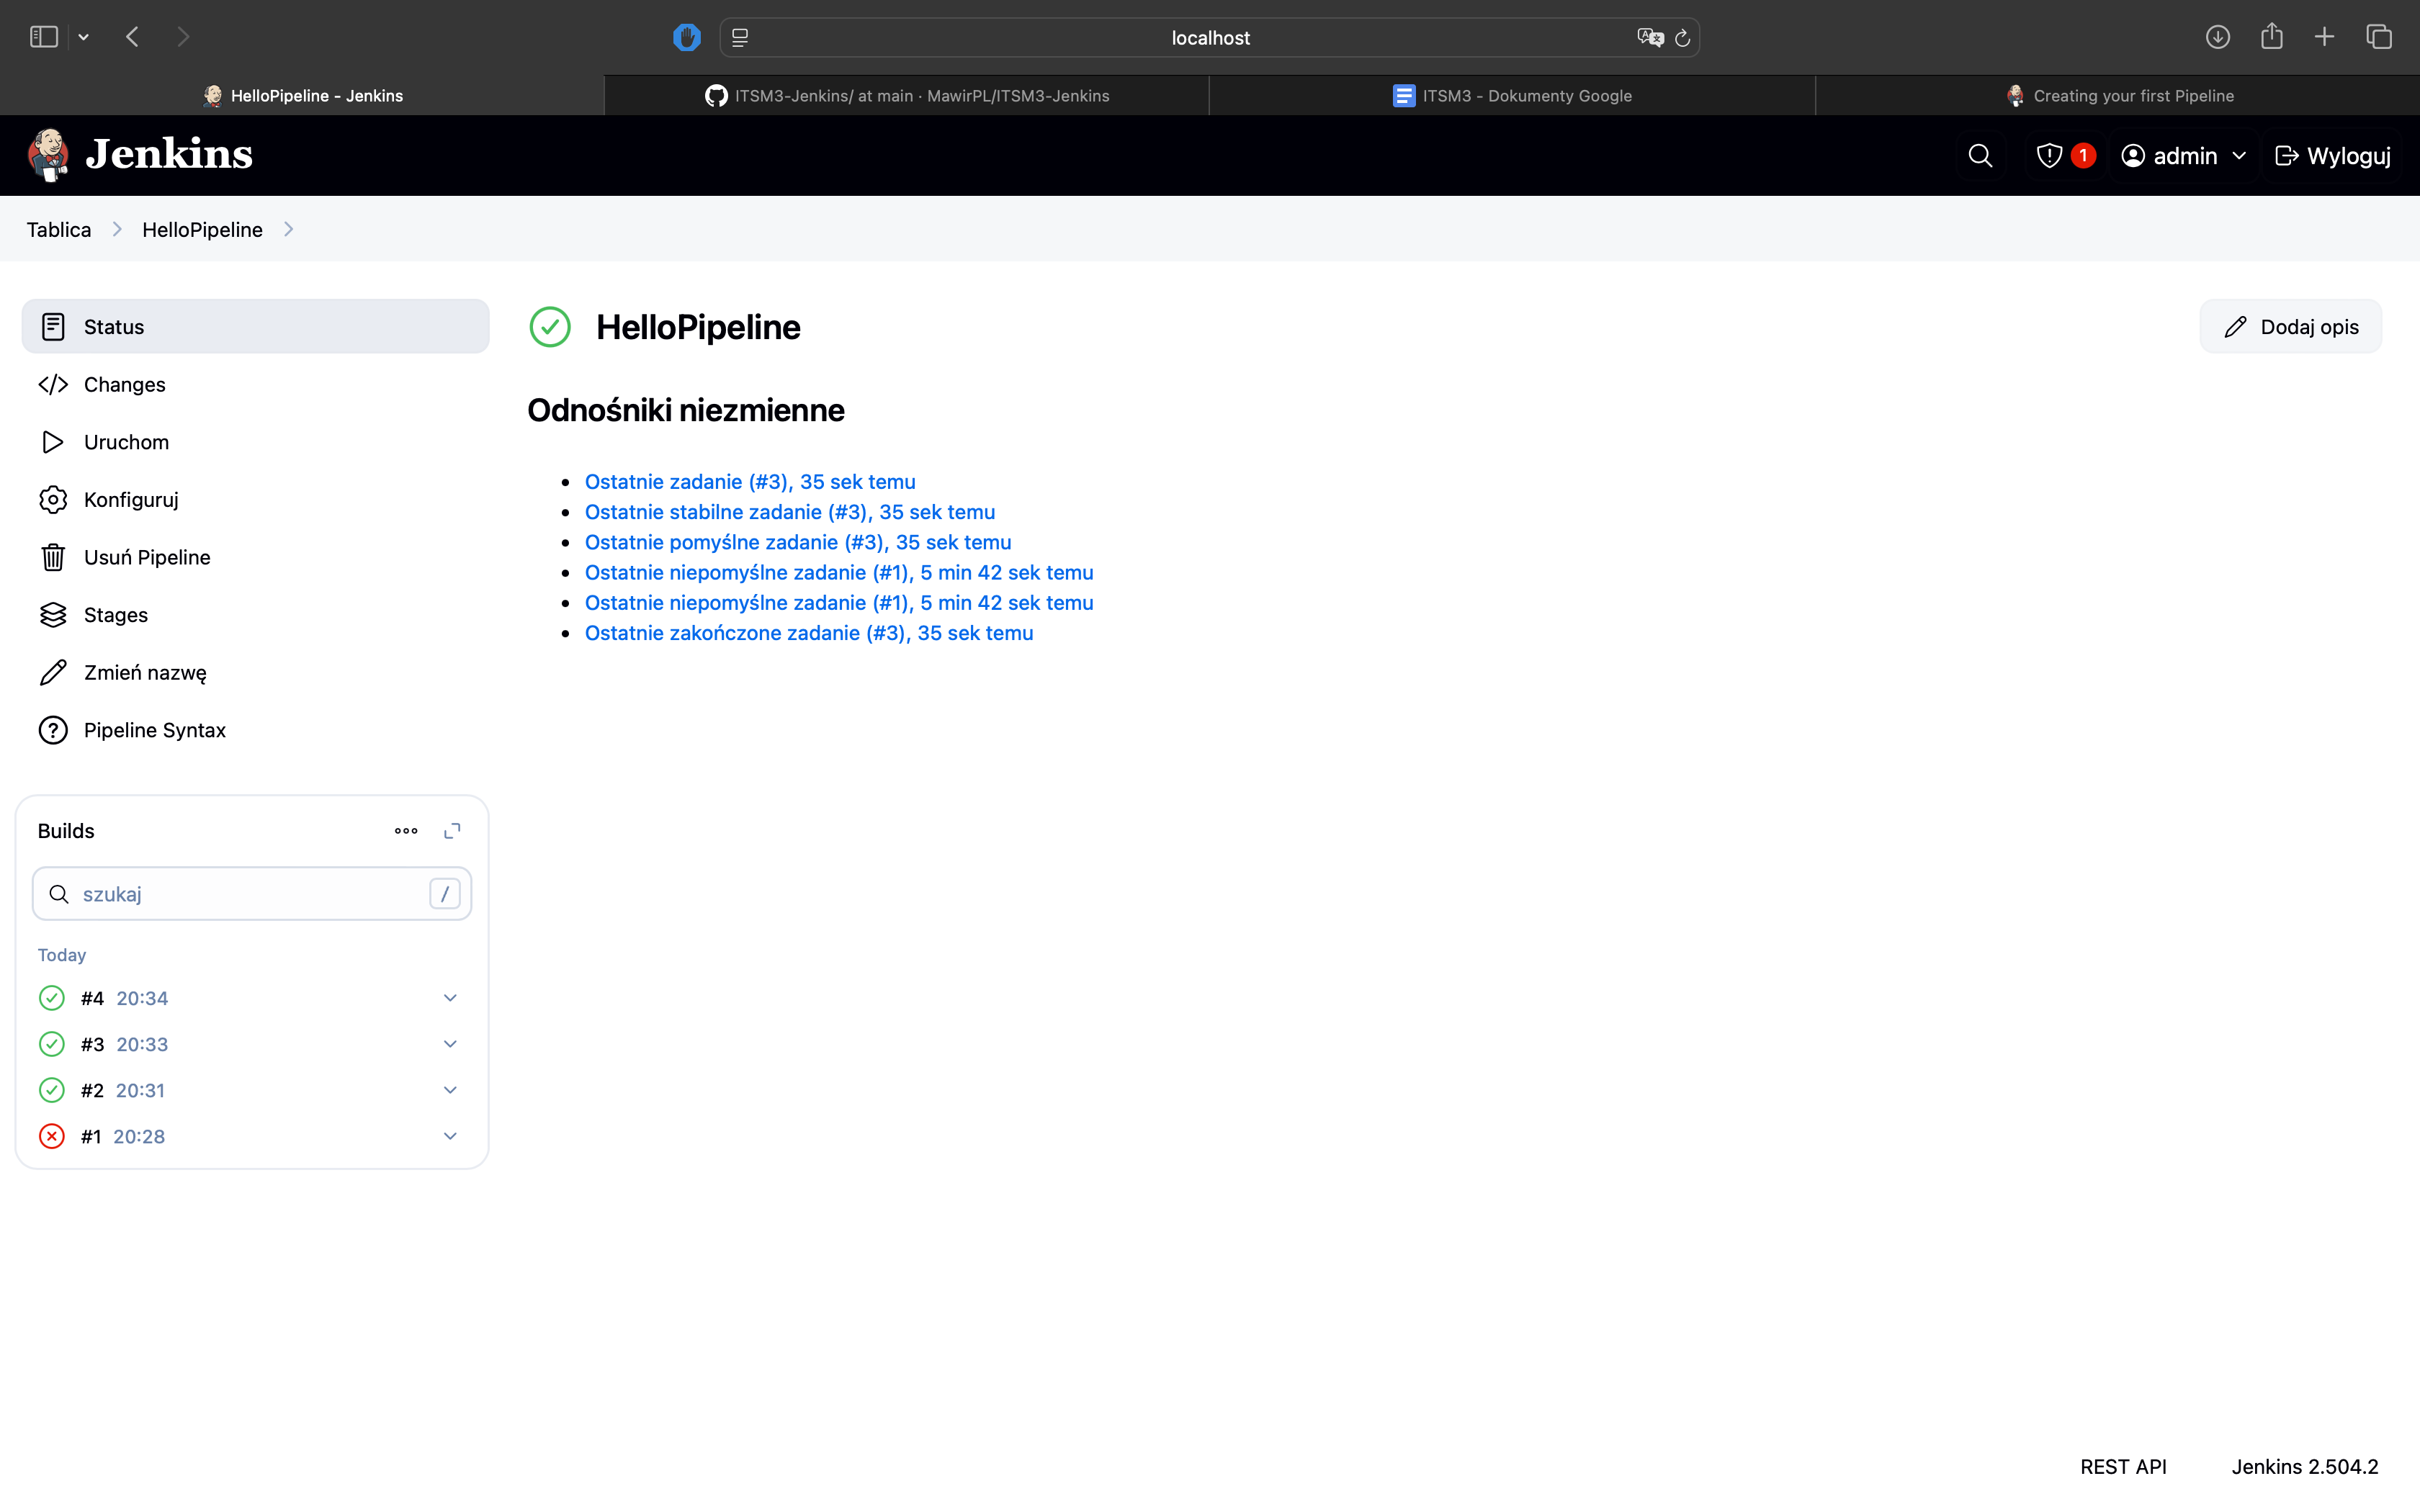 localhost
HelloPipeline - Jenkins
ITSM3-Jenkins/ at main · MawirPL/ITSM3-Jenkins
ITSM3 - Dokumenty Google
Creating your first Pipeline
Jenkins
1
admin
Wyloguj
Tablica
HelloPipeline
Status
Changes
Uruchom
Konfiguruj
Usuń Pipeline
Stages
Zmień nazwę
Pipeline Syntax
Builds
szukaj /
Today
#4 20:34
#3 20:33
#2 20:31
#1 20:28
HelloPipeline
Dodaj opis
Odnośniki niezmienne
Ostatnie zadanie (#3), 35 sek temu
Ostatnie stabilne zadanie (#3), 35 sek temu
Ostatnie pomyślne zadanie (#3), 35 sek temu
Ostatnie niepomyślne zadanie (#1), 5 min 42 sek temu
Ostatnie niepomyślne zadanie (#1), 5 min 42 sek temu
Ostatnie zakończone zadanie (#3), 35 sek temu
REST API
Jenkins 2.504.2